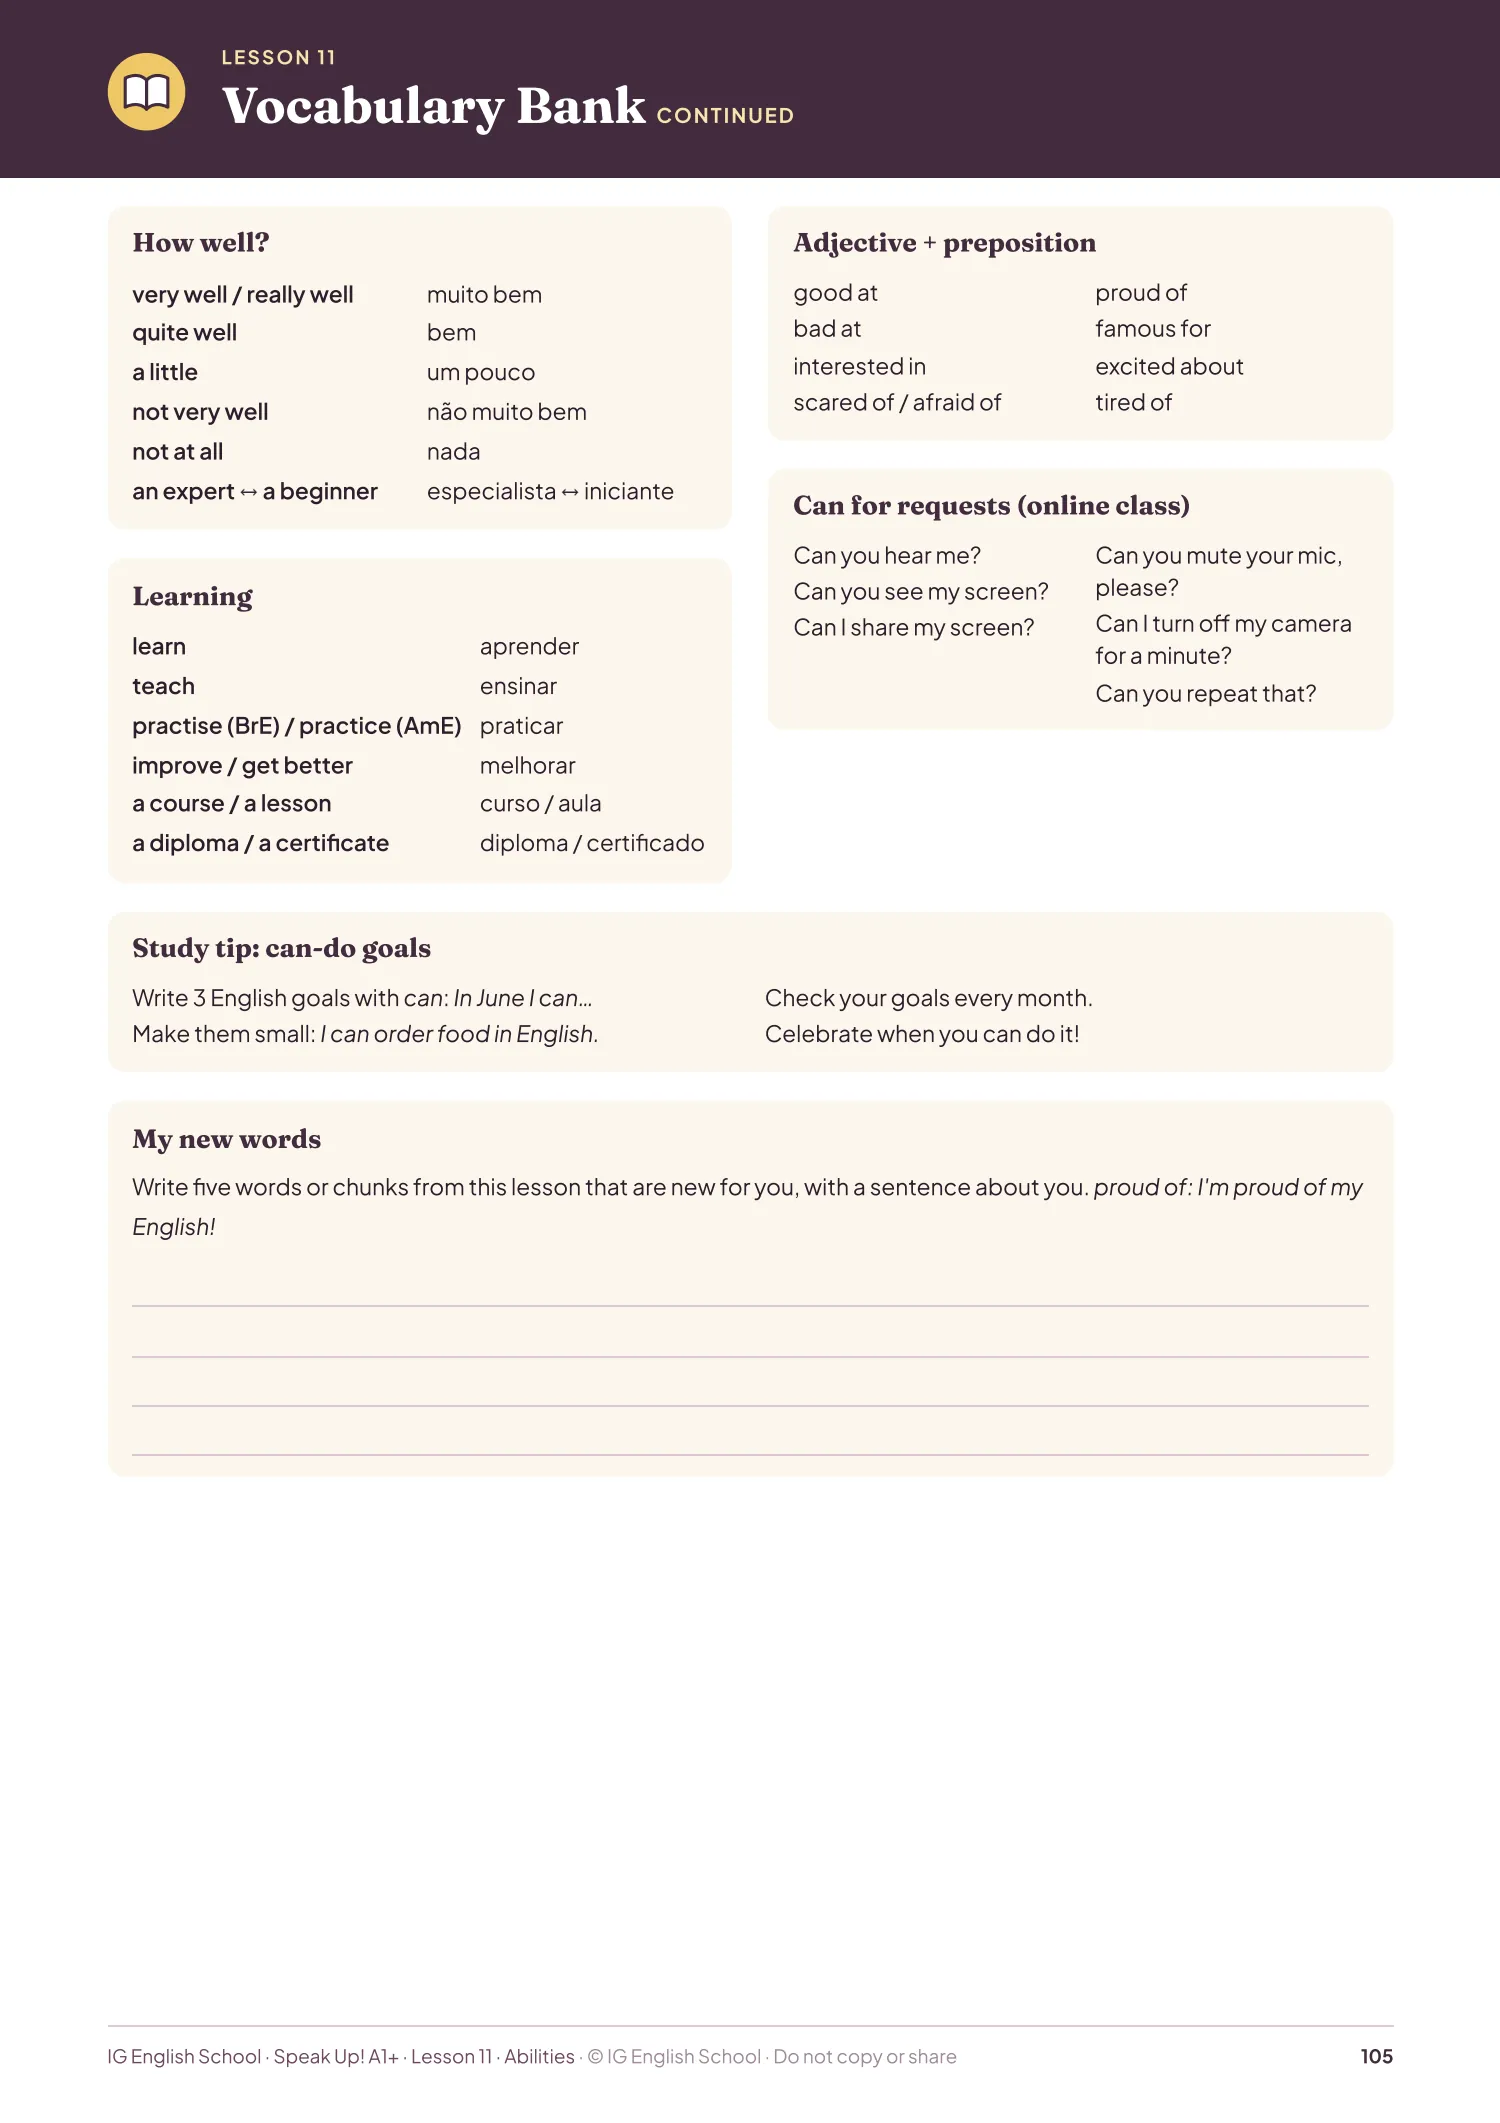 LESSON 11
Vocabulary Bank CONTINUED
How well?
very well / really well muito bem
quite well bem
a little um pouco
not very well não muito bem
not at all nada
an expert ↔ a beginner especialista ↔ iniciante
Learning
learn aprender
teach ensinar
practise (BrE) / practice (AmE) praticar
improve / get better melhorar
a course / a lesson curso / aula
a diploma / a certificate diploma / certificado
Adjective + preposition
good at proud of
bad at famous for
interested in excited about
scared of / afraid of tired of
Can for requests (online class)
Can you hear me?
Can you see my screen?
Can I share my screen?
Can you mute your mic,
please?
Can I turn off my camera
for a minute?
Can you repeat that?
Study tip: can-do goals
Write 3 English goals with can: In June I can...
Make them small: I can order food in English.
Check your goals every month.
Celebrate when you can do it!
My new words
Write five words or chunks from this lesson that are new for you, with a sentence about you. proud of: I'm proud of my
English!
IG English School · Speak Up! A1+ · Lesson 11 · Abilities · © IG English School · Do not copy or share 105